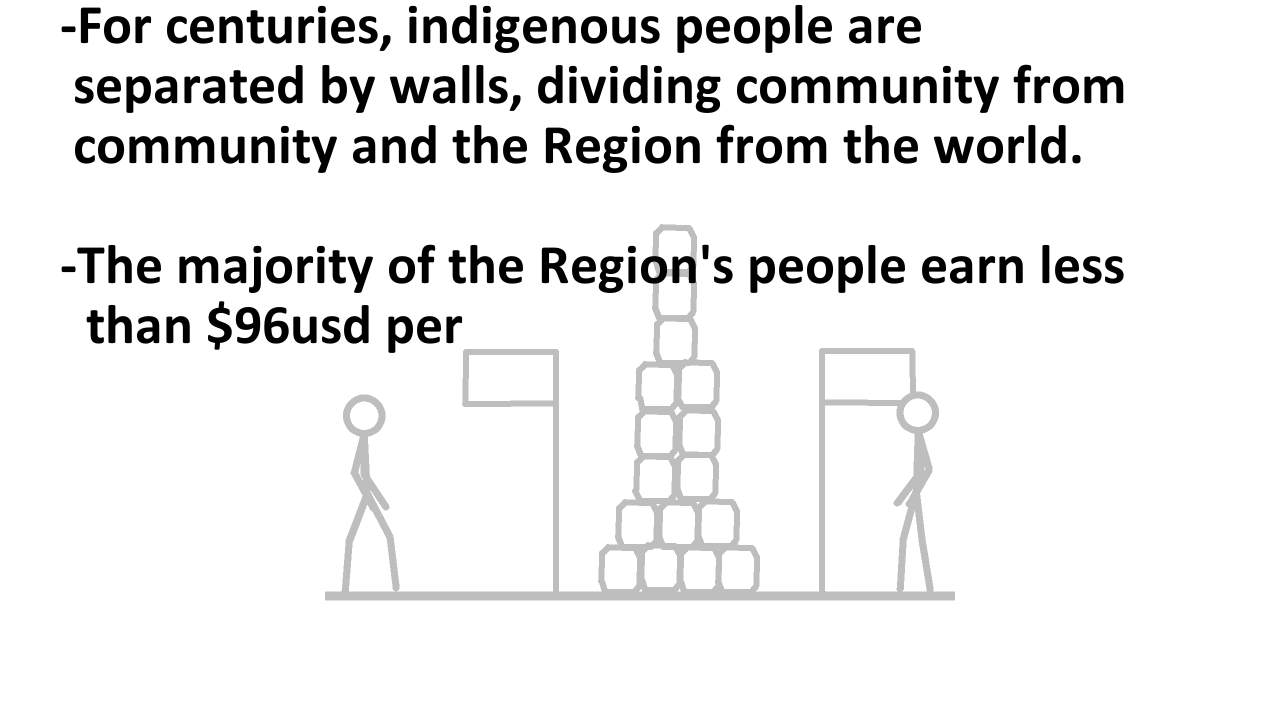 -For centuries, indigenous people are
separated by walls, dividing community from
community and the Region from the world.
-The majority of the Region's people earn less
than $96usd per